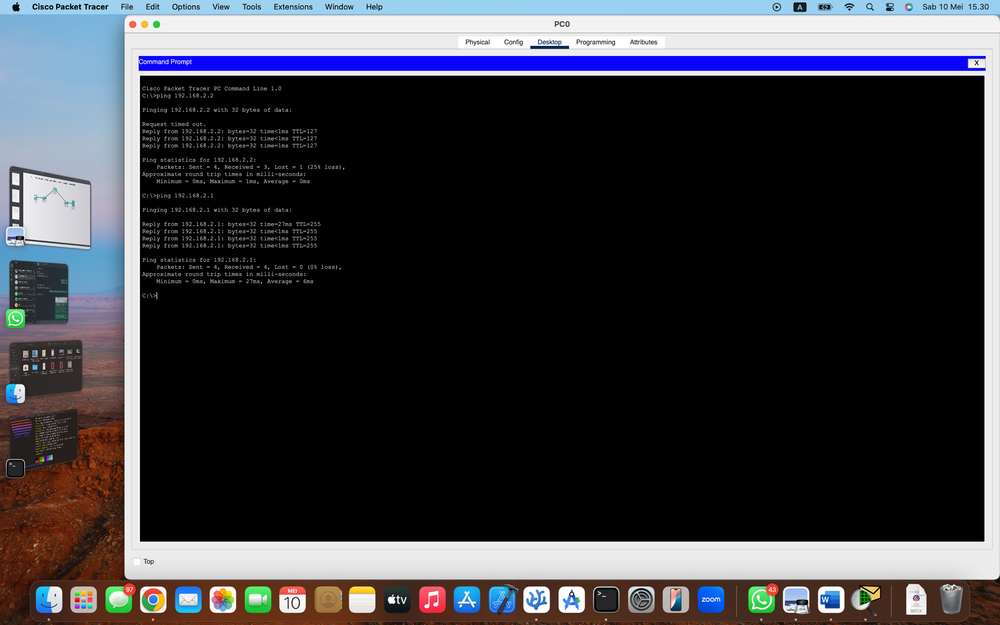 Cisco Packet Tracer File Edit Options View Tools Extensions Window Help A Sab 10 Mei 15.30
PC0
Physical Config Desktop Programming Attributes
Command Prompt X
Cisco Packet Tracer PC Command Line 1.0
C:\>ping 192.168.2.2
Pinging 192.168.2.2 with 32 bytes of data:
Request timed out.
Reply from 192.168.2.2: bytes=32 time<1ms TTL=127
Reply from 192.168.2.2: bytes=32 time<1ms TTL=127
Reply from 192.168.2.2: bytes=32 time=1ms TTL=127
Ping statistics for 192.168.2.2:
Packets: Sent = 4, Received = 3, Lost = 1 (25% loss),
Approximate round trip times in milli-seconds:
Minimum = 0ms, Maximum = 1ms, Average = 0ms
C:\>ping 192.168.2.1
Pinging 192.168.2.1 with 32 bytes of data:
Reply from 192.168.2.1: bytes=32 time=27ms TTL=255
Reply from 192.168.2.1: bytes=32 time<1ms TTL=255
Reply from 192.168.2.1: bytes=32 time<1ms TTL=255
Reply from 192.168.2.1: bytes=32 time<1ms TTL=255
Ping statistics for 192.168.2.1:
Packets: Sent = 4, Received = 4, Lost = 0 (0% loss),
Approximate round trip times in milli-seconds:
Minimum = 0ms, Maximum = 27ms, Average = 6ms
C:\>
Top
97
MEI
10
tv
>_
zoom
43
W
DOCX